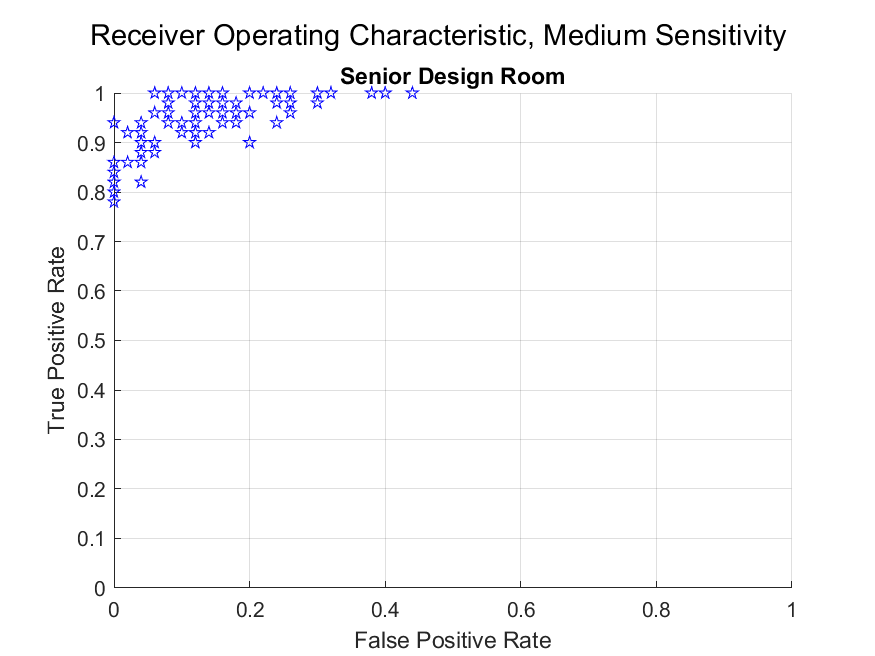 Receiver Operating Characteristic, Medium Sensitivity
Senior Design Room
1
0.9
0.8
0.7
0.6
0.5
0.4
0.3
0.2
0.1
0
True Positive Rate
0 0.2 0.4 0.6 0.8 1
False Positive Rate